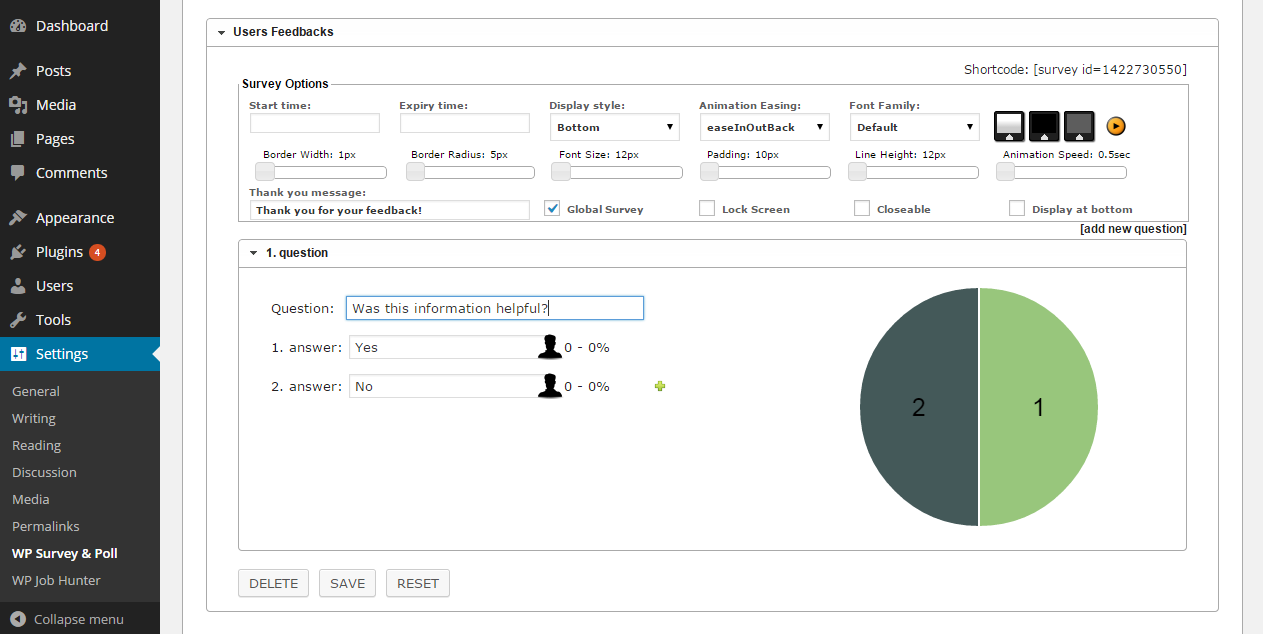 Dashboard
Posts
Media
Pages
Comments
Appearance
Plugins 4
Users
Tools
Settings
General
Writing
Reading
Discussion
Media
Permalinks
WP Survey & Poll
WP Job Hunter
Collapse menu
Users Feedbacks
Shortcode: [survey id=1422730550]
Survey Options
Start time: Expiry time: Display style: Animation Easing: Font Family:
Bottom easeInOutBack Default
Border Width: 1px Border Radius: 5px Font Size: 12px Padding: 10px Line Height: 12px Animation Speed: 0.5sec
Thank you message:
Thank you for your feedback! Global Survey Lock Screen Closeable Display at bottom
[add new question]
1. question
Question: Was this information helpful?
1. answer: Yes 0 - 0%
2. answer: No 0 - 0%
2 1
DELETE SAVE RESET